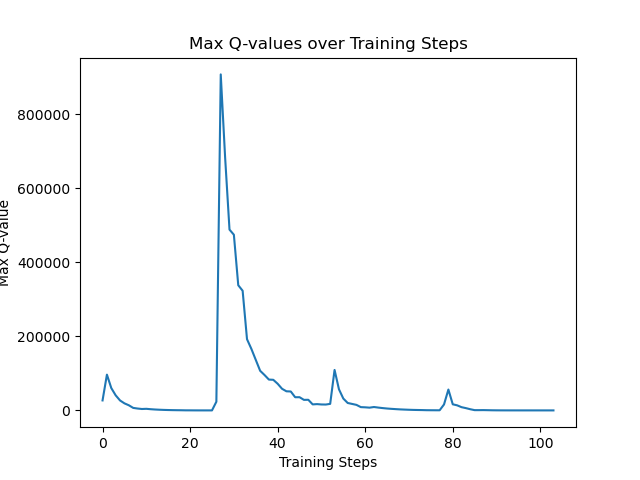 Max Q-values over Training Steps
Max Q-value
800000
600000
400000
200000
0
0 20 40 60 80 100
Training Steps